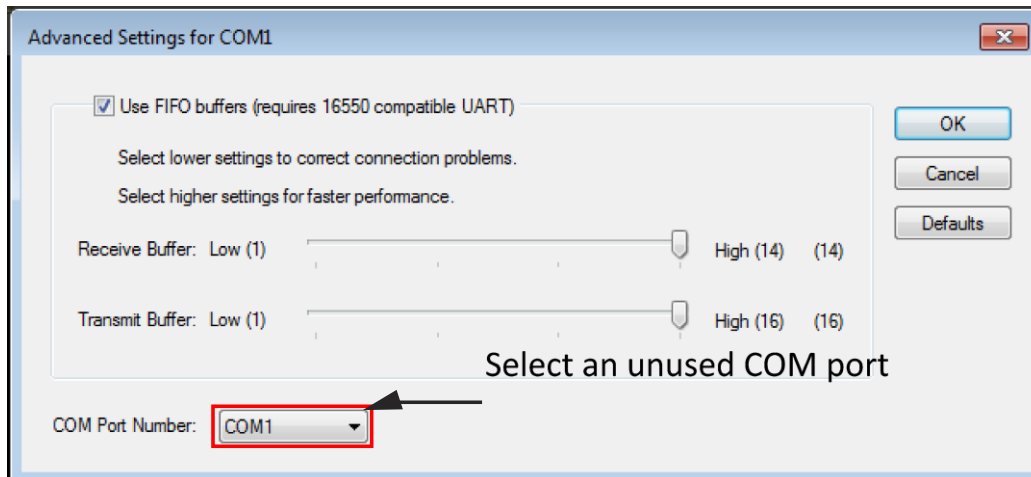 Advanced Settings for COM1
Use FIFO buffers (requires 16550 compatible UART)
OK
Select lower settings to correct connection problems.
Cancel
Select higher settings for faster performance.
Defaults
Receive Buffer: Low (1) High (14) (14)
Transmit Buffer: Low (1) High (16) (16)
Select an unused COM port
COM Port Number: COM1